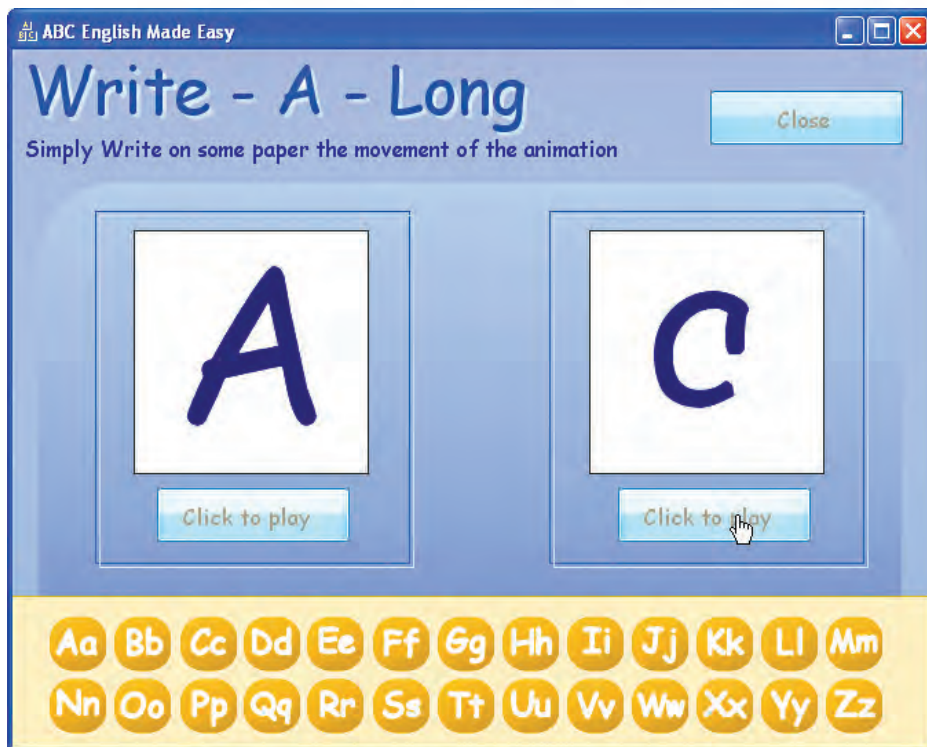 ABC English Made Easy
Write - A - Long
Close
Simply Write on some paper the movement of the animation
A
c
Click to play
Click to play
Aa Bb Cc Dd Ee Ff Gg Hh Ii Jj Kk Ll Mm
Nn Oo Pp Qq Rr Ss Tt Uu Vv Ww Xx Yy Zz